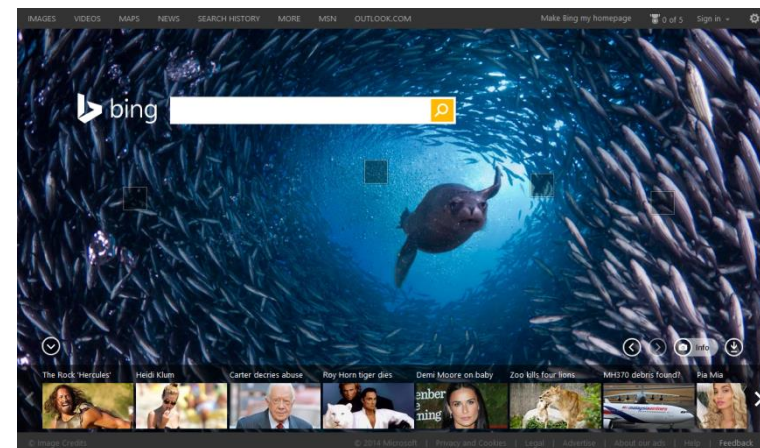 IMAGES VIDEOS MAPS NEWS SEARCH HISTORY MORE MSN OUTLOOK.COM Make Bing my homepage 0 of 5 Sign in
bing
Info
The Rock 'Hercules' Heidi Klum Carter decries abuse Roy Horn tiger dies Demi Moore on baby Zoo kills four lions MH370 debris found? Pia Mia
© Image Credits © 2014 Microsoft | Privacy and Cookies | Legal | Advertise | About our ads | Help | Feedback